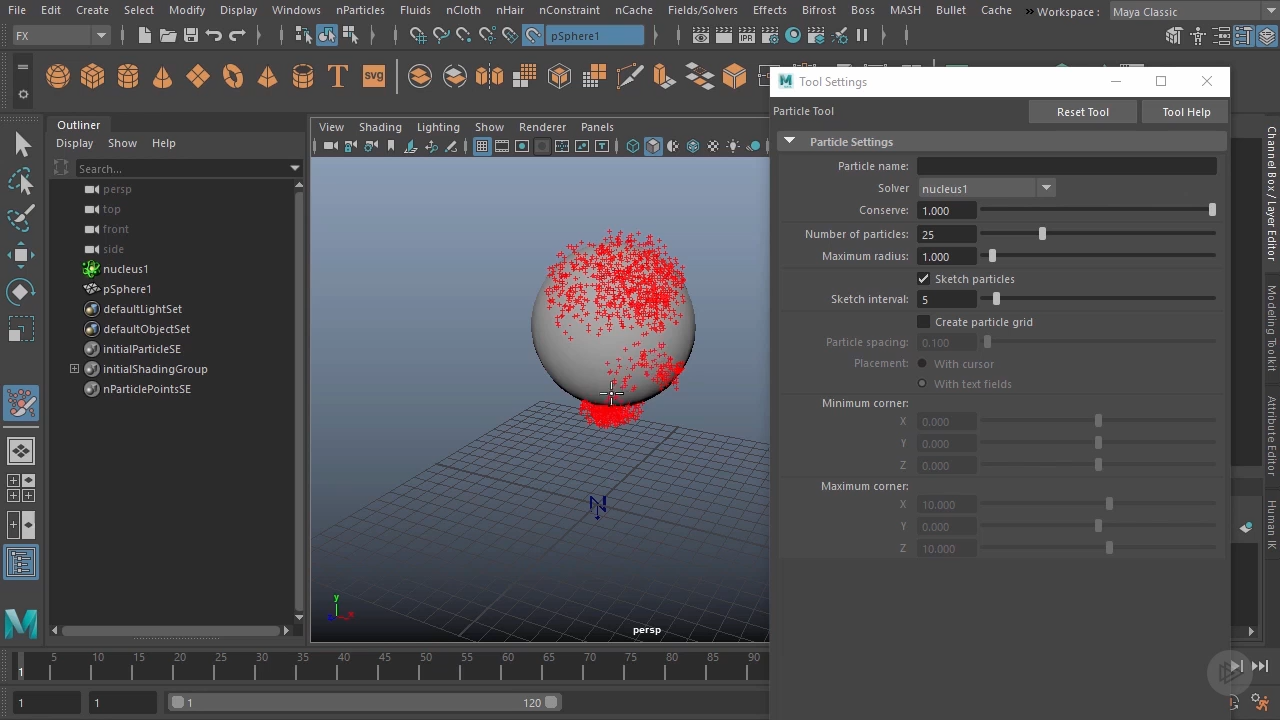 File Edit Create Select Modify Display Windows nParticles Fluids nCloth nHair nConstraint nCache Fields/Solvers Effects Bifrost Boss MASH Bullet Cache » Workspace : Maya Classic
FX pSphere1 IPR
T SVG
Tool Settings
Particle Tool Reset Tool Tool Help
Outliner
Display Show Help
Search...
persp
top
front
side
nucleus1
pSphere1
defaultLightSet
defaultObjectSet
initialParticleSE
initialShadingGroup
nParticlePointsSE
View Shading Lighting Show Renderer Panels
N
y
x
z
persp
Particle Settings
Particle name:
Solver nucleus1
Conserve: 1.000
Number of particles: 25
Maximum radius: 1.000
Sketch particles
Sketch interval: 5
Create particle grid
Particle spacing: 0.100
Placement: With cursor
With text fields
Minimum corner:
X 0.000
Y 0.000
Z 0.000
Maximum corner:
X 10.000
Y 0.000
Z 10.000
Channel Box / Layer Editor
Modeling Toolkit
Attribute Editor
Human IK
M
1 5 10 15 20 25 30 35 40 45 50 55 60 65 70 75 80 85 90
1 1 1 120